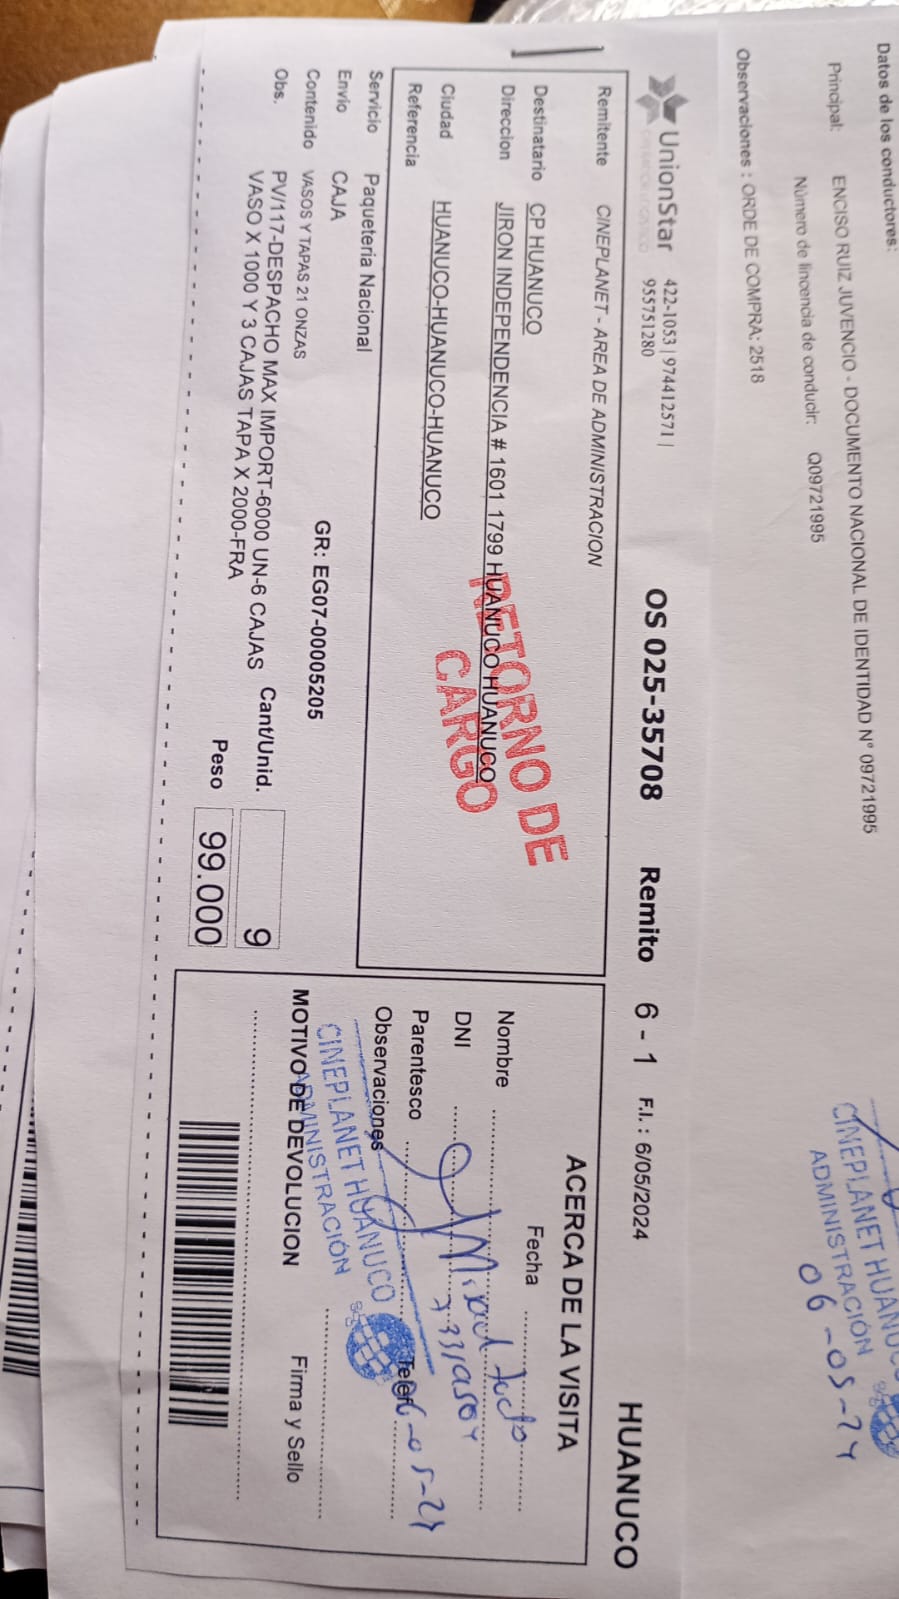 Datos de los conductores:
Principal: ENCISO RUIZ JUVENCIO - DOCUMENTO NACIONAL DE IDENTIDAD N° 09721995
Número de lincencia de conducir: Q09721995
Observaciones : ORDE DE COMPRA: 2518
CINEPLANET HUANUCO
ADMINISTRACIÓN
06-05-24
UnionStar 422-1053 | 974412571 |
955751280
OS 025-35708 Remito 6 - 1 F.I. : 6/05/2024 HUANUCO
Remitente CINEPLANET - AREA DE ADMINISTRACION
Destinatario CP HUANUCO
Direccion JIRON INDEPENDENCIA # 1601 1799 HUANUCO HUANUCO
Ciudad HUANUCO-HUANUCO-HUANUCO
Referencia
RETORNO DE
CARGO
Servicio Paqueteria Nacional
Envio CAJA
Contenido VASOS Y TAPAS 21 ONZAS
GR: EG07-00005205
Obs. PV/117-DESPACHO MAX IMPORT-6000 UN-6 CAJAS
VASO X 1000 Y 3 CAJAS TAPA X 2000-FRA
Cant/Unid. 9
Peso 99.000
ACERCA DE LA VISITA
Fecha
Nombre
DNI
Parentesco
Observaciones
06-05-24
CINEPLANET HUANUCO
ADMINISTRACIÓN
MOTIVO DE DEVOLUCION
Firma y Sello